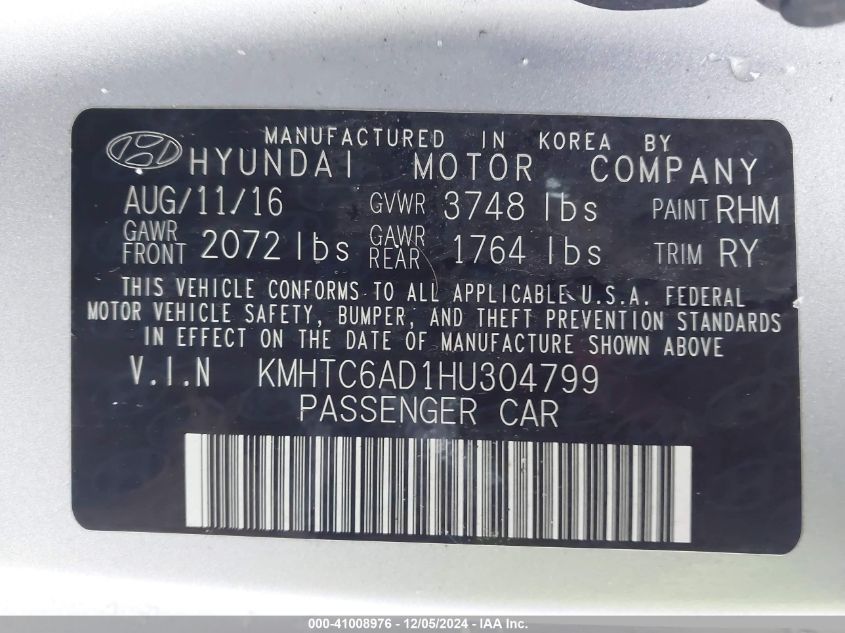 MANUFACTURED IN KOREA BY
HYUNDAI MOTOR COMPANY
AUG/11/16 GVWR 3748 lbs PAINT RHM
GAWR FRONT 2072 lbs GAWR REAR 1764 lbs TRIM RY
THIS VEHICLE CONFORMS TO ALL APPLICABLE U.S.A. FEDERAL
MOTOR VEHICLE SAFETY, BUMPER, AND THEFT PREVENTION STANDARDS
IN EFFECT ON THE DATE OF MANUFACTURE SHOWN ABOVE
V.I.N KMHTC6AD1HU304799
PASSENGER CAR
000-41008976 - 12/05/2024 - IAA Inc.